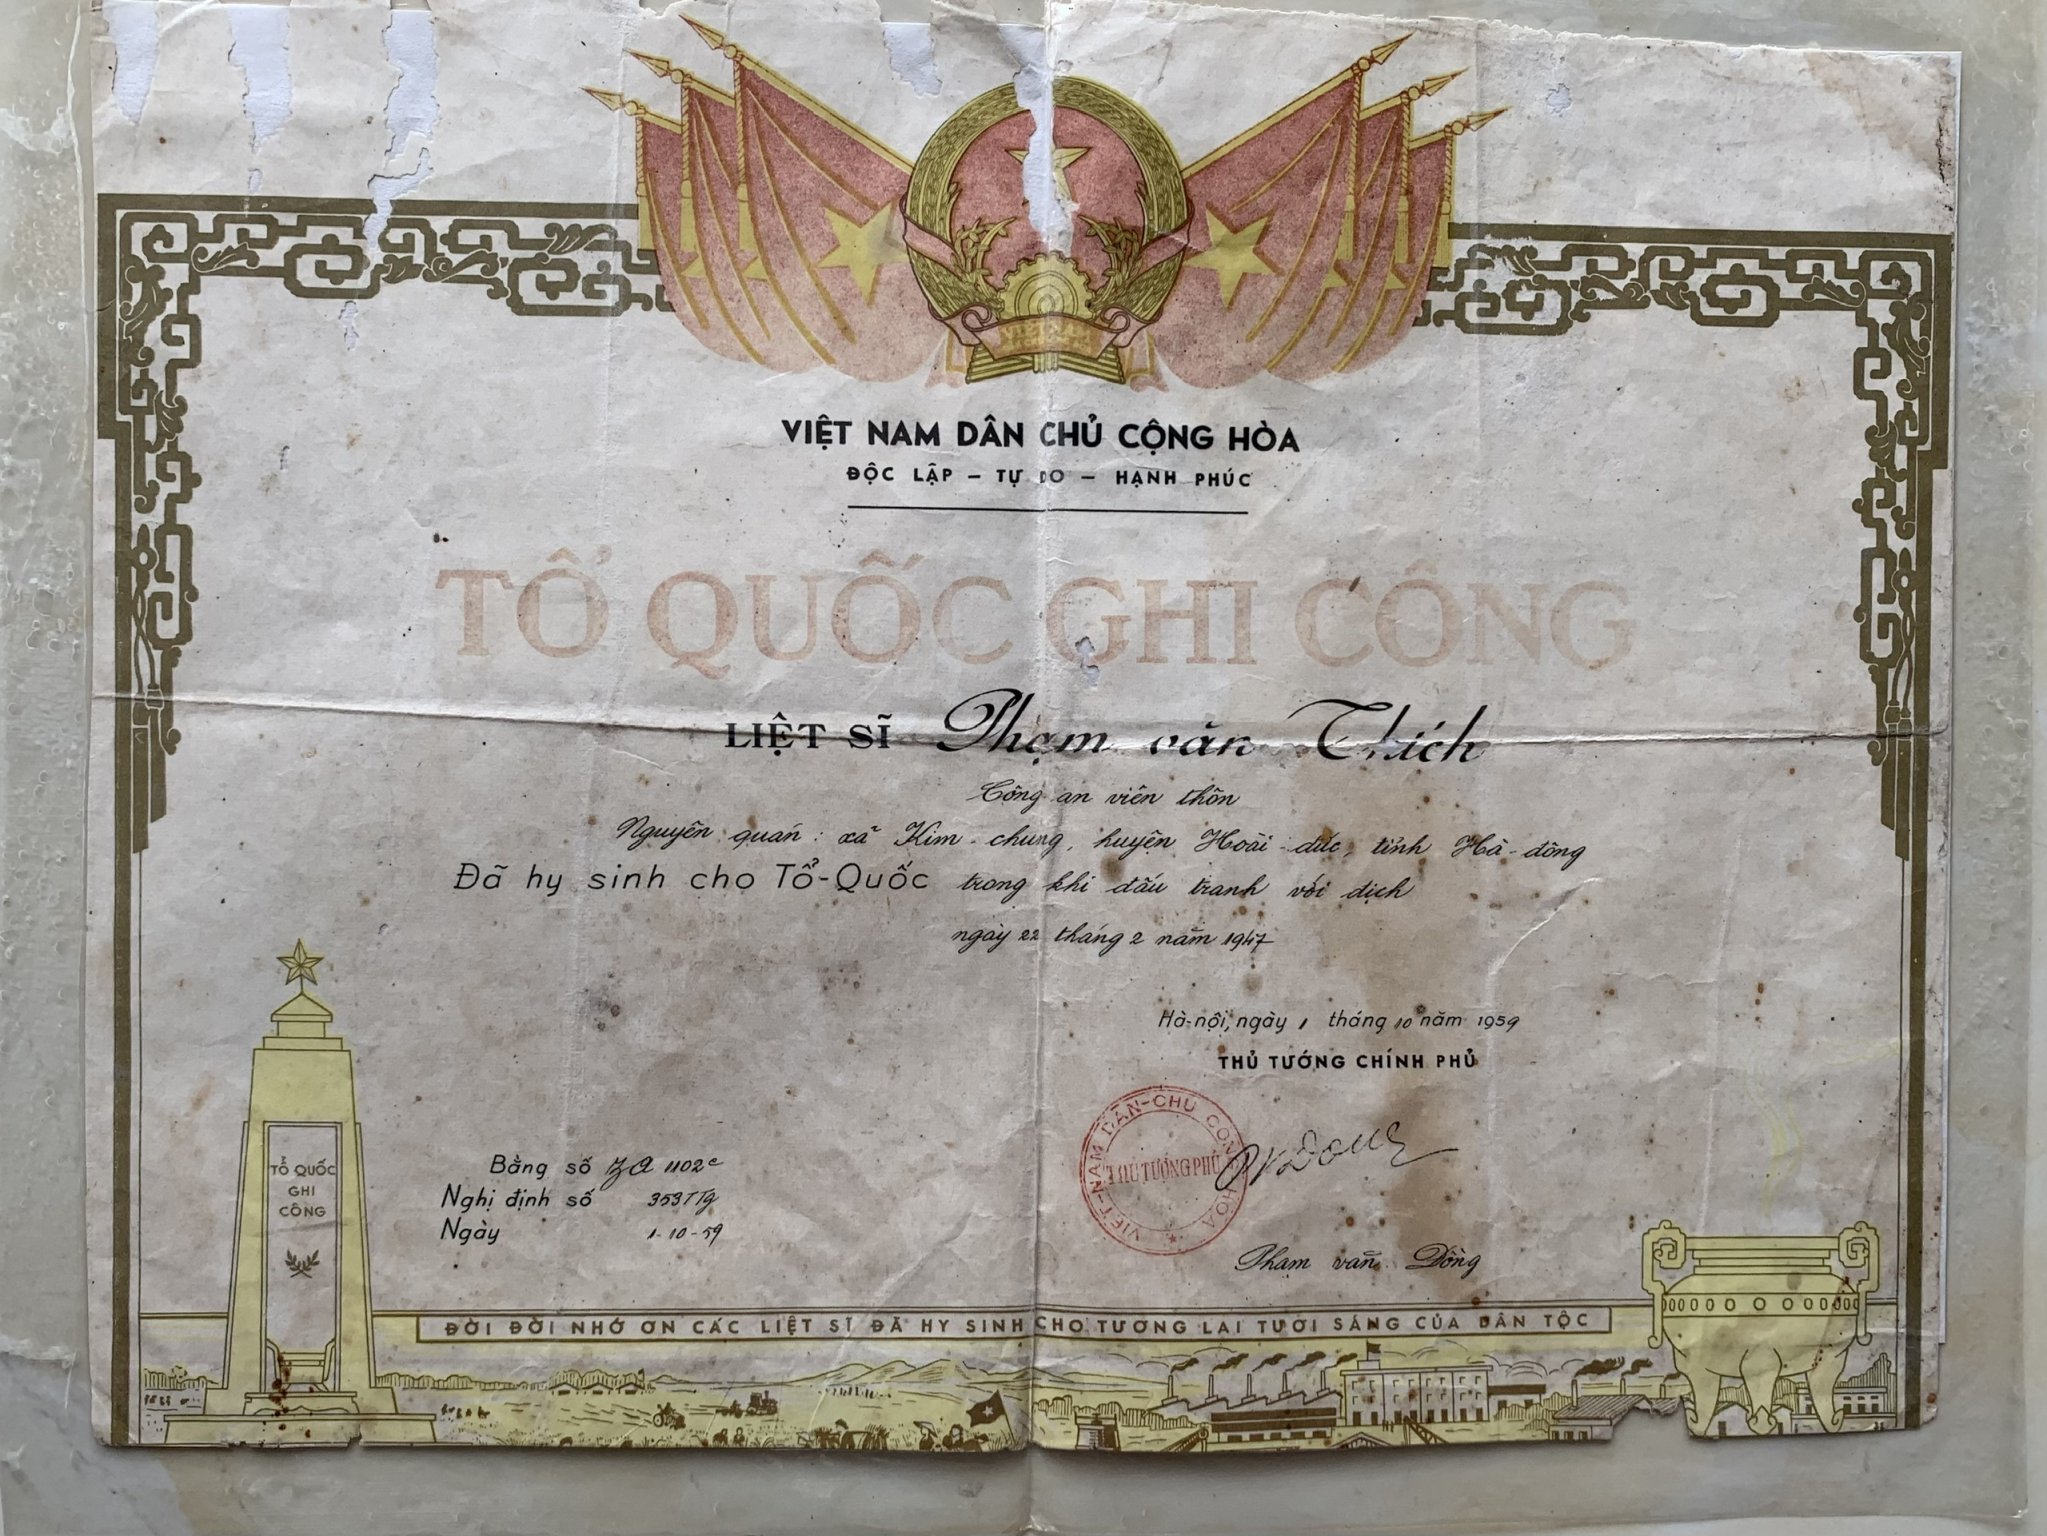 VIỆT NAM DÂN CHỦ CỘNG HÒA
ĐỘC LẬP – TỰ DO – HẠNH PHÚC
TỔ QUỐC GHI CÔNG
LIỆT SĨ Phạm văn Thích
Công an viên thôn
Nguyên quán : xã Kim - chung, huyện Hoài - đức, tỉnh Hà - đông
Đã hy sinh cho Tổ-Quốc trong khi đấu tranh với địch
ngày 22 tháng 2 năm 1947
Hà-nội, ngày 1 tháng 10 năm 1959
THỦ TƯỚNG CHÍNH PHỦ
VIỆT-NAM DÂN-CHỦ CỘNG HÒA
THỦ TƯỚNG PHỦ
Phạm văn Đồng
Bằng số ZA 1102c
Nghị định số 353TTg
Ngày 1-10-59
TỔ QUỐC
GHI
CÔNG
ĐỜI ĐỜI NHỚ ƠN CÁC LIỆT SĨ ĐÃ HY SINH CHO TƯƠNG LAI TƯƠI SÁNG CỦA DÂN TỘC